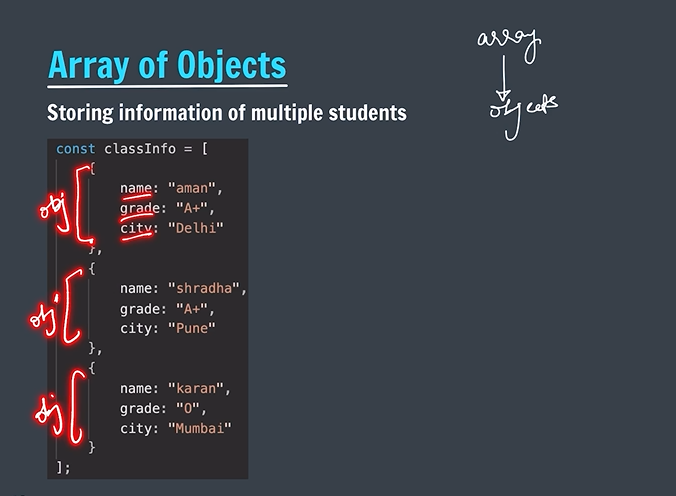 Array of Objects
array
objects
Storing information of multiple students
const classInfo = [
{
obj
name: "aman",
grade: "A+",
city: "Delhi"
},
{
obj
name: "shradha",
grade: "A+",
city: "Pune"
},
{
obj
name: "karan",
grade: "O",
city: "Mumbai"
}
];